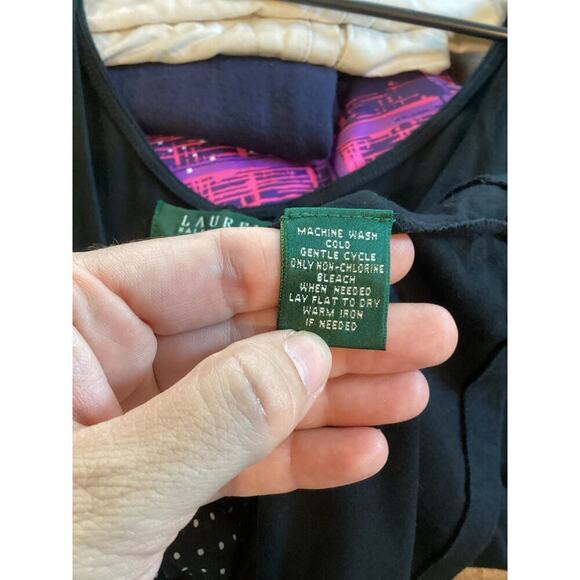 LAUREN
MACHINE WASH
COLD
GENTLE CYCLE
ONLY NON-CHLORINE
BLEACH
WHEN NEEDED
LAY FLAT TO DRY
WARM IRON
IF NEEDED